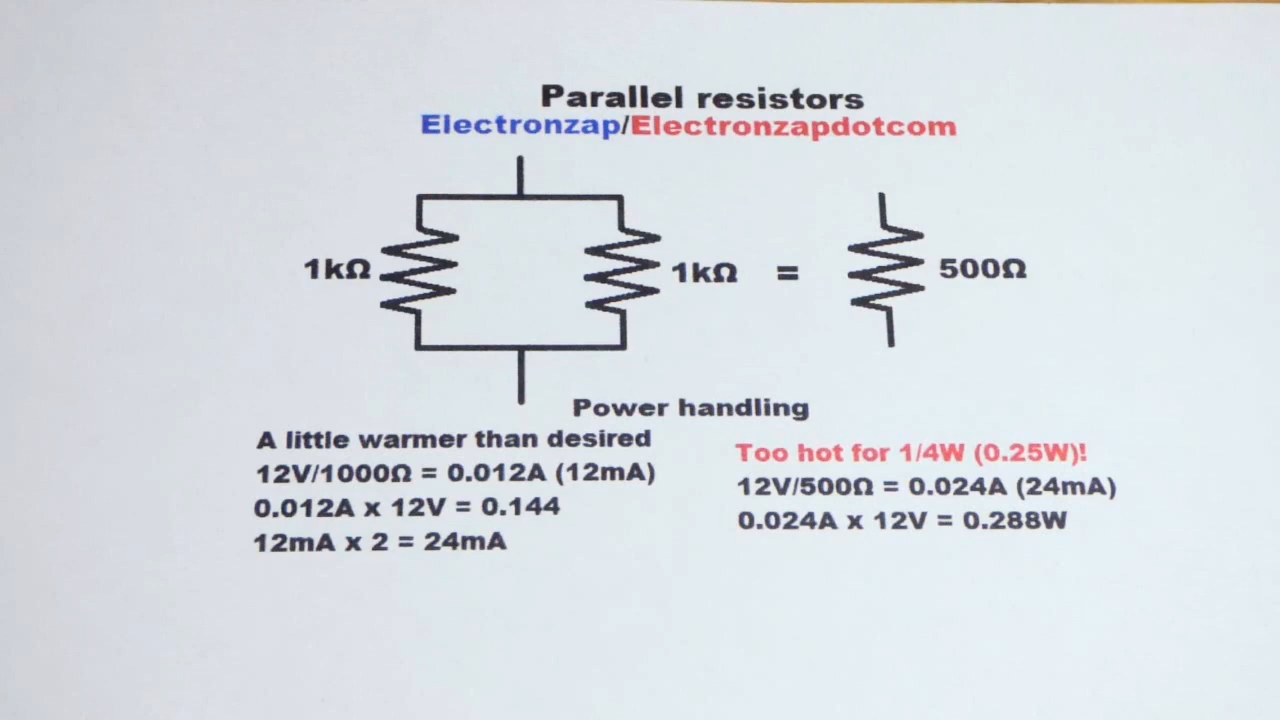 Parallel resistors
Electronzap/Electronzapdotcom
1kΩ
1kΩ
=
500Ω
Power handling
A little warmer than desired
12V/1000Ω = 0.012A (12mA)
0.012A x 12V = 0.144
12mA x 2 = 24mA
Too hot for 1/4W (0.25W)!
12V/500Ω = 0.024A (24mA)
0.024A x 12V = 0.288W